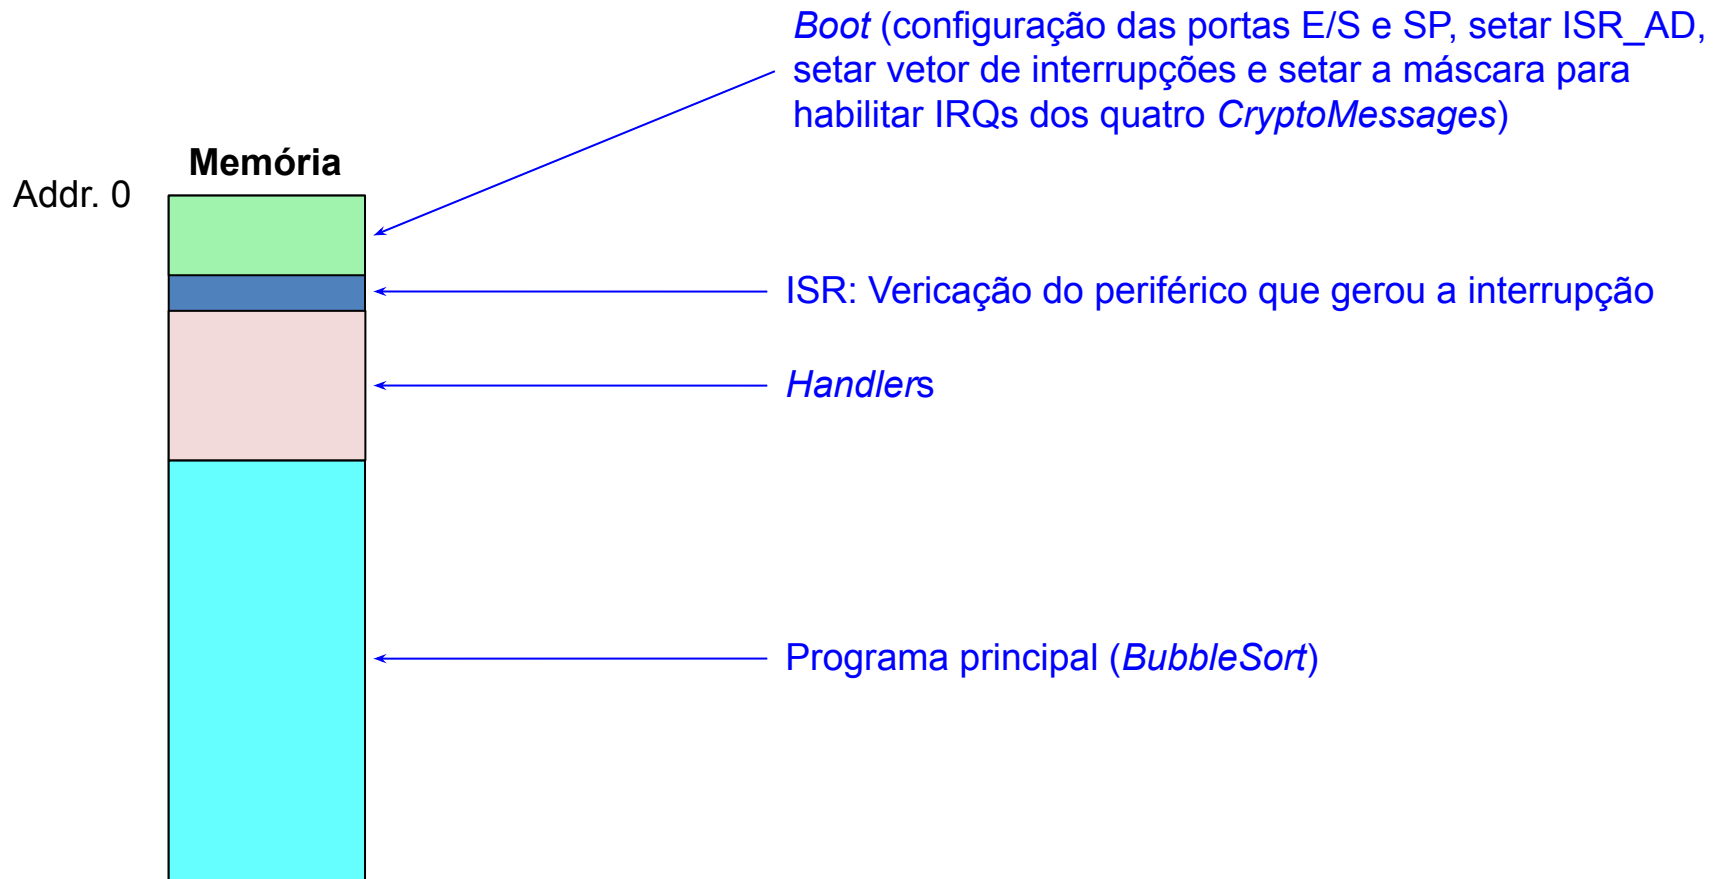 Boot (configuração das portas E/S e SP, setar ISR_AD,
setar vetor de interrupções e setar a máscara para
habilitar IRQs dos quatro CryptoMessages)
Memória
Addr. 0
ISR: Vericação do periférico que gerou a interrupção
Handlers
Programa principal (BubbleSort)